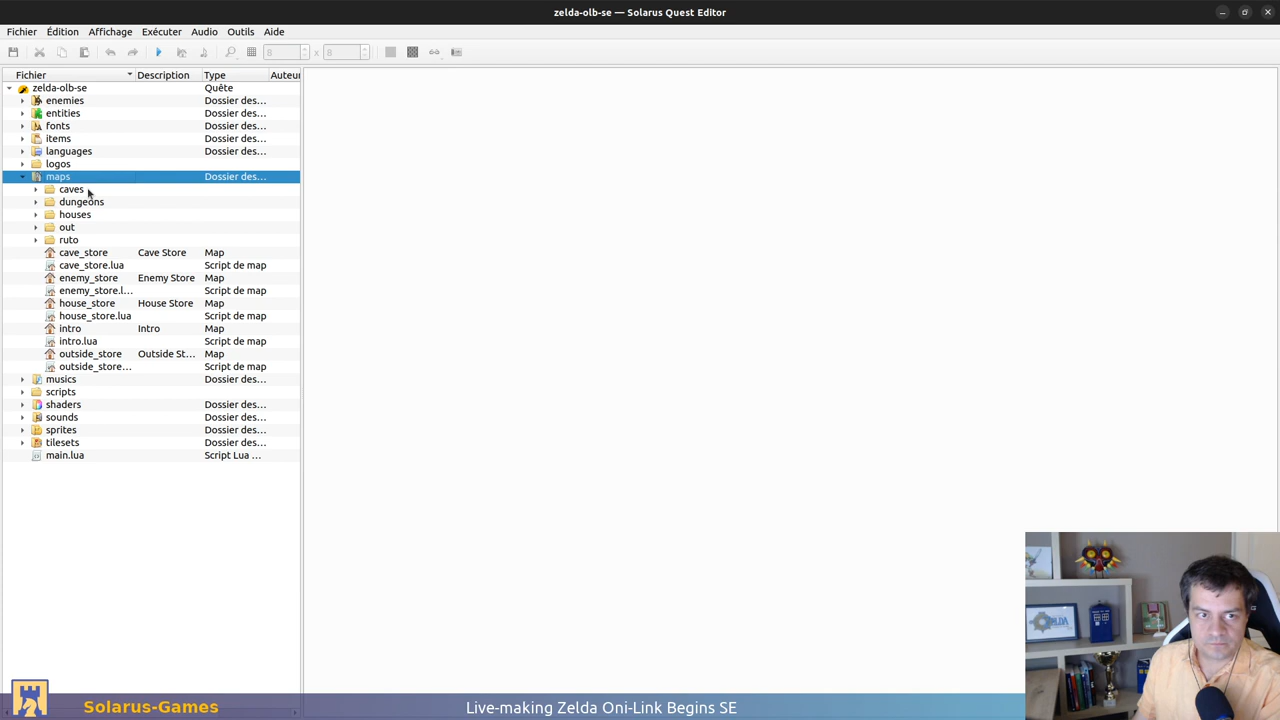 zelda-olb-se — Solarus Quest Editor
Fichier Édition Affichage Exécuter Audio Outils Aide
8 x 8
Fichier Description Type Auteur
zelda-olb-se Quête
enemies Dossier des…
entities Dossier des…
fonts Dossier des…
items Dossier des…
languages Dossier des…
logos
maps Dossier des…
caves
dungeons
houses
out
ruto
cave_store Cave Store Map
cave_store.lua Script de map
enemy_store Enemy Store Map
enemy_store.l… Script de map
house_store House Store Map
house_store.lua Script de map
intro Intro Map
intro.lua Script de map
outside_store Outside St… Map
outside_store… Script de map
musics Dossier des…
scripts
shaders Dossier des…
sounds Dossier des…
sprites Dossier des…
tilesets Dossier des…
main.lua Script Lua …
Solarus-Games
Live-making Zelda Oni-Link Begins SE